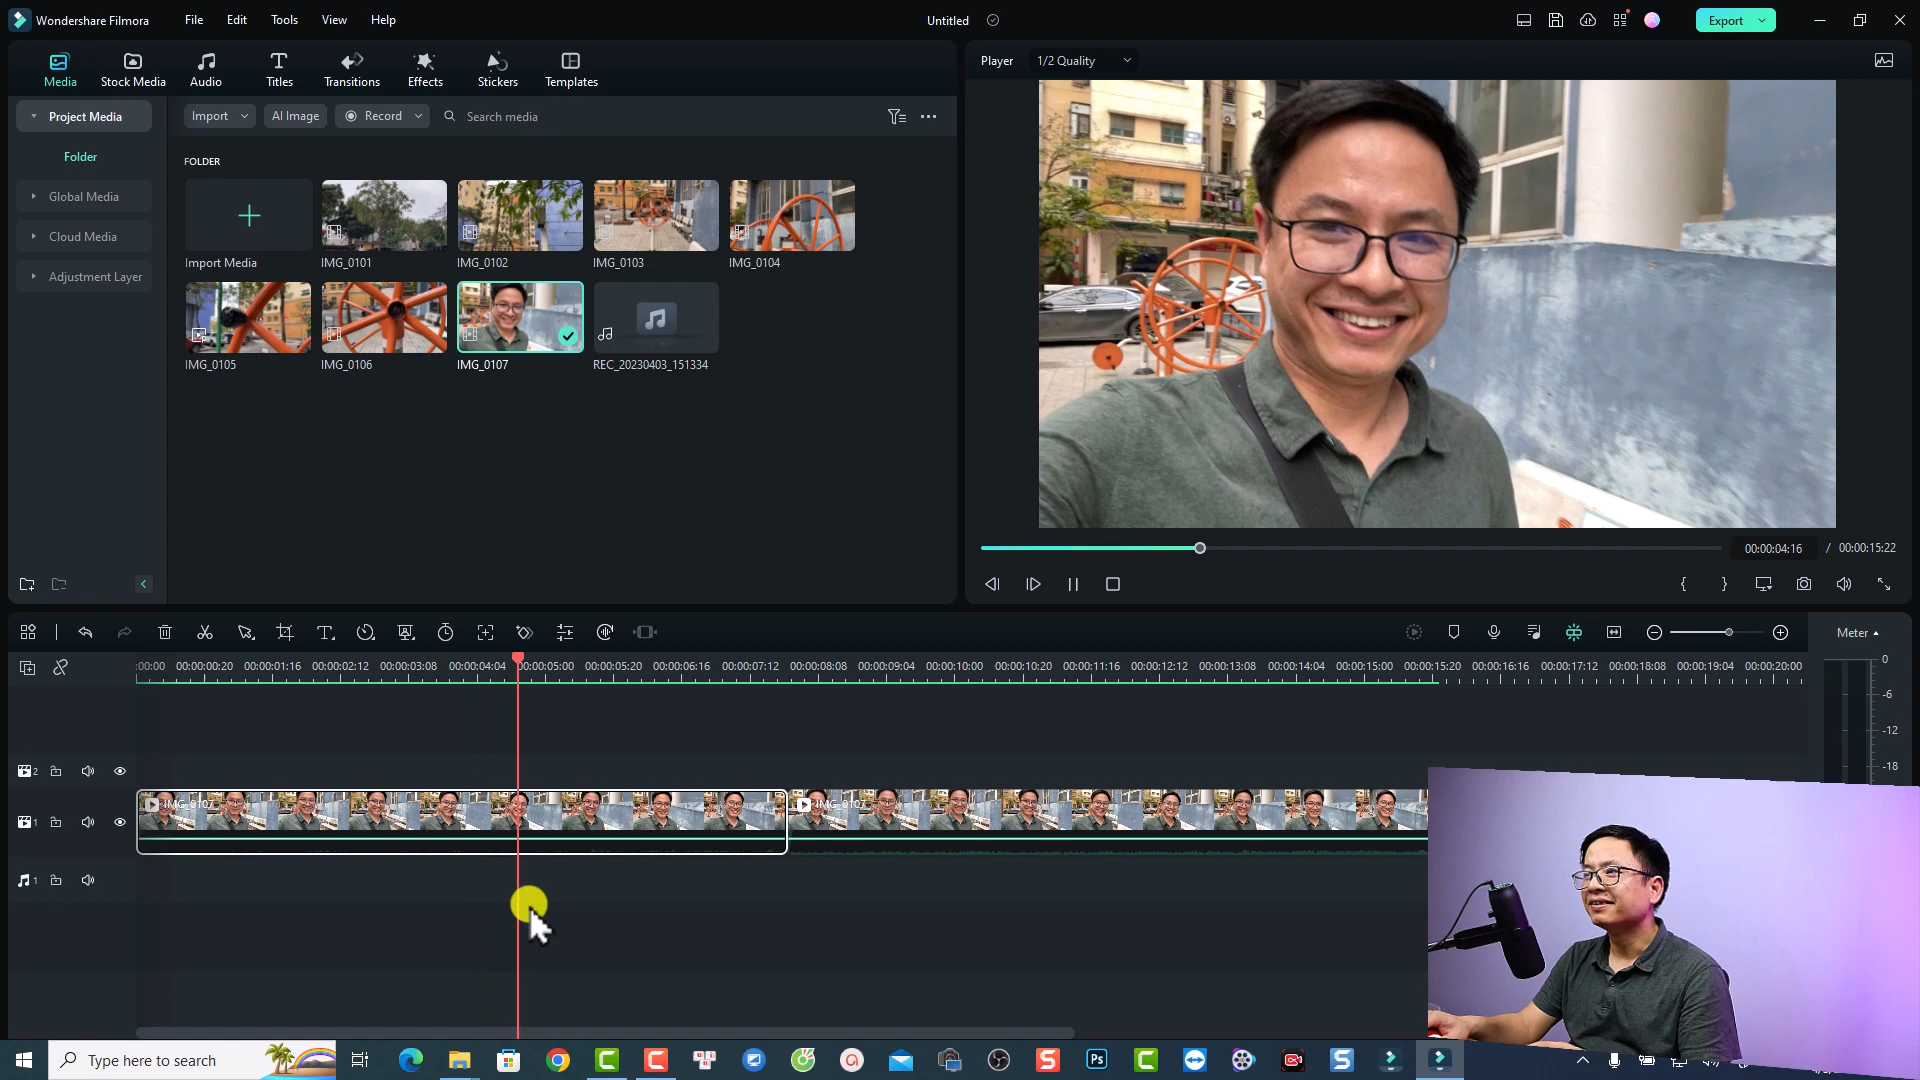 Wondershare Filmora
File
Edit
Tools
View
Help
Untitled
Export
Media
Stock Media
Audio
Titles
Transitions
Effects
Stickers
Templates
Player
1/2 Quality
Project Media
Folder
Global Media
Cloud Media
Adjustment Layer
Import
AI Image
Record
Search media
FOLDER
Import Media
IMG_0101
IMG_0102
IMG_0103
IMG_0104
IMG_0105
IMG_0106
IMG_0107
REC_20230403_151334
00:00:04:16 / 00:00:15:22
Meter
:00:00 00:00:00:20 00:00:01:16 00:00:02:12 00:00:03:08 00:00:04:04 00:00:05:00 00:00:05:20 00:00:06:16 00:00:07:12 00:00:08:08 00:00:09:04 00:00:10:00 00:00:10:20 00:00:11:16 00:00:12:12 00:00:13:08 00:00:14:04 00:00:15:00 00:00:15:20 00:00:16:16 00:00:17:12 00:00:18:08 00:00:19:04 00:00:20:00
0
-6
-12
-18
2
IMG_0107
IMG_0107
1
1
Type here to search
Ps